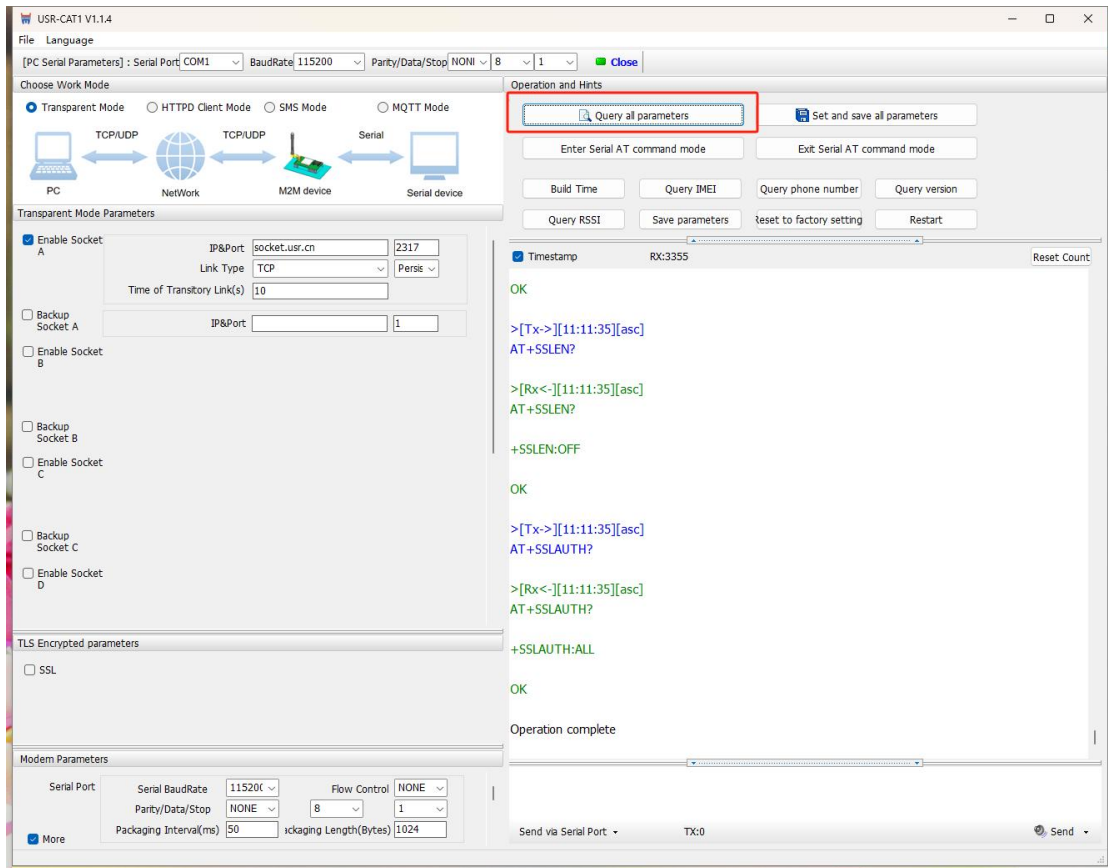 USR-CAT1 V1.1.4
File Language
[PC Serial Parameters] : Serial Port COM1 BaudRate 115200 Parity/Data/Stop NONI 8 1 Close
Choose Work Mode
Transparent Mode HTTPD Client Mode SMS Mode MQTT Mode
TCP/UDP TCP/UDP Serial
PC NetWork M2M device Serial device
Transparent Mode Parameters
Enable Socket
A
IP&Port socket.usr.cn 2317
Link Type TCP Persis
Time of Transitory Link(s) 10
Backup
Socket A
IP&Port 1
Enable Socket
B
Backup
Socket B
Enable Socket
C
Backup
Socket C
Enable Socket
D
TLS Encrypted parameters
SSL
Modem Parameters
Serial Port Serial BaudRate 11520( Flow Control NONE
Parity/Data/Stop NONE 8 1
More Packaging Interval(ms) 50 ackaging Length(Bytes) 1024
Operation and Hints
Query all parameters Set and save all parameters
Enter Serial AT command mode Exit Serial AT command mode
Build Time Query IMEI Query phone number Query version
Query RSSI Save parameters Reset to factory setting Restart
Timestamp RX:3355 Reset Count
OK
>[Tx->][11:11:35][asc]
AT+SSLEN?
>[Rx<-][11:11:35][asc]
AT+SSLEN?
+SSLEN:OFF
OK
>[Tx->][11:11:35][asc]
AT+SSLAUTH?
>[Rx<-][11:11:35][asc]
AT+SSLAUTH?
+SSLAUTH:ALL
OK
Operation complete
Send via Serial Port TX:0 Send